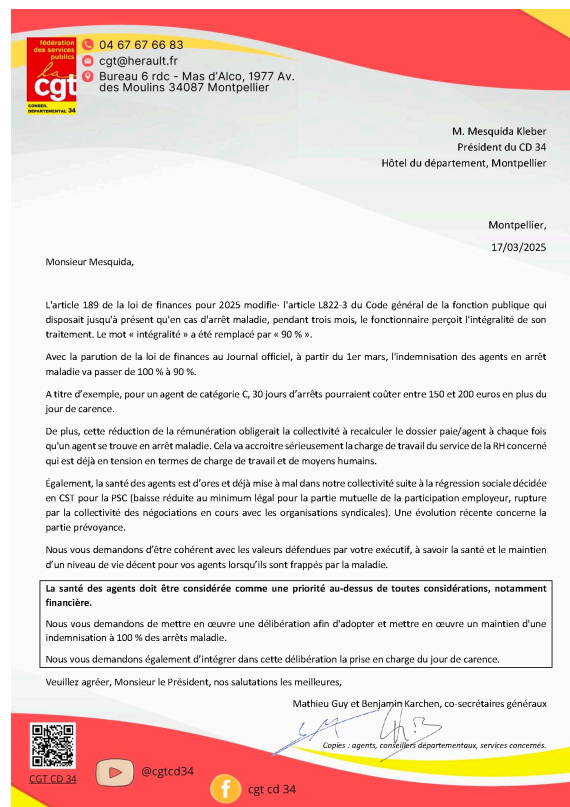 fédération
des services
publics
la
cgt
CONSEIL
DÉPARTEMENTAL 34
04 67 67 66 83
cgt@herault.fr
Bureau 6 rdc - Mas d'Alco, 1977 Av.
des Moulins 34087 Montpellier
M. Mesquida Kleber
Président du CD 34
Hôtel du département, Montpellier
Montpellier,
17/03/2025
Monsieur Mesquida,
L'article 189 de la loi de finances pour 2025 modifie- l'article L822-3 du Code général de la fonction publique qui
disposait jusqu'à présent qu'en cas d'arrêt maladie, pendant trois mois, le fonctionnaire perçoit l'intégralité de son
traitement. Le mot « intégralité » a été remplacé par « 90 % ».
Avec la parution de la loi de finances au Journal officiel, à partir du 1er mars, l'indemnisation des agents en arrêt
maladie va passer de 100 % à 90 %.
A titre d'exemple, pour un agent de catégorie C, 30 jours d'arrêts pourraient coûter entre 150 et 200 euros en plus du
jour de carence.
De plus, cette réduction de la rémunération obligerait la collectivité à recalculer le dossier paie/agent à chaque fois
qu'un agent se trouve en arrêt maladie. Cela va accroitre sérieusement la charge de travail du service de la RH concerné
qui est déjà en tension en termes de charge de travail et de moyens humains.
Également, la santé des agents est d'ores et déjà mise à mal dans notre collectivité suite à la régression sociale décidée
en CST pour la PSC (baisse réduite au minimum légal pour la partie mutuelle de la participation employeur, rupture
par la collectivité des négociations en cours avec les organisations syndicales). Une évolution récente concerne la
partie prévoyance.
Nous vous demandons d'être cohérent avec les valeurs défendues par votre exécutif, à savoir la santé et le maintien
d'un niveau de vie décent pour vos agents lorsqu'ils sont frappés par la maladie.
La santé des agents doit être considérée comme une priorité au-dessus de toutes considérations, notamment
financière.
Nous vous demandons de mettre en œuvre une délibération afin d'adopter et mettre en œuvre un maintien d'une
indemnisation à 100 % des arrêts maladie.
Nous vous demandons également d'intégrer dans cette délibération la prise en charge du jour de carence.
Veuillez agréer, Monsieur le Président, nos salutations les meilleures,
Mathieu Guy et Benjamin Karchen, co-secrétaires généraux
Copies : agents, conseillers départementaux, services concernés.
CGT CD 34
@cgtcd34
cgt cd 34